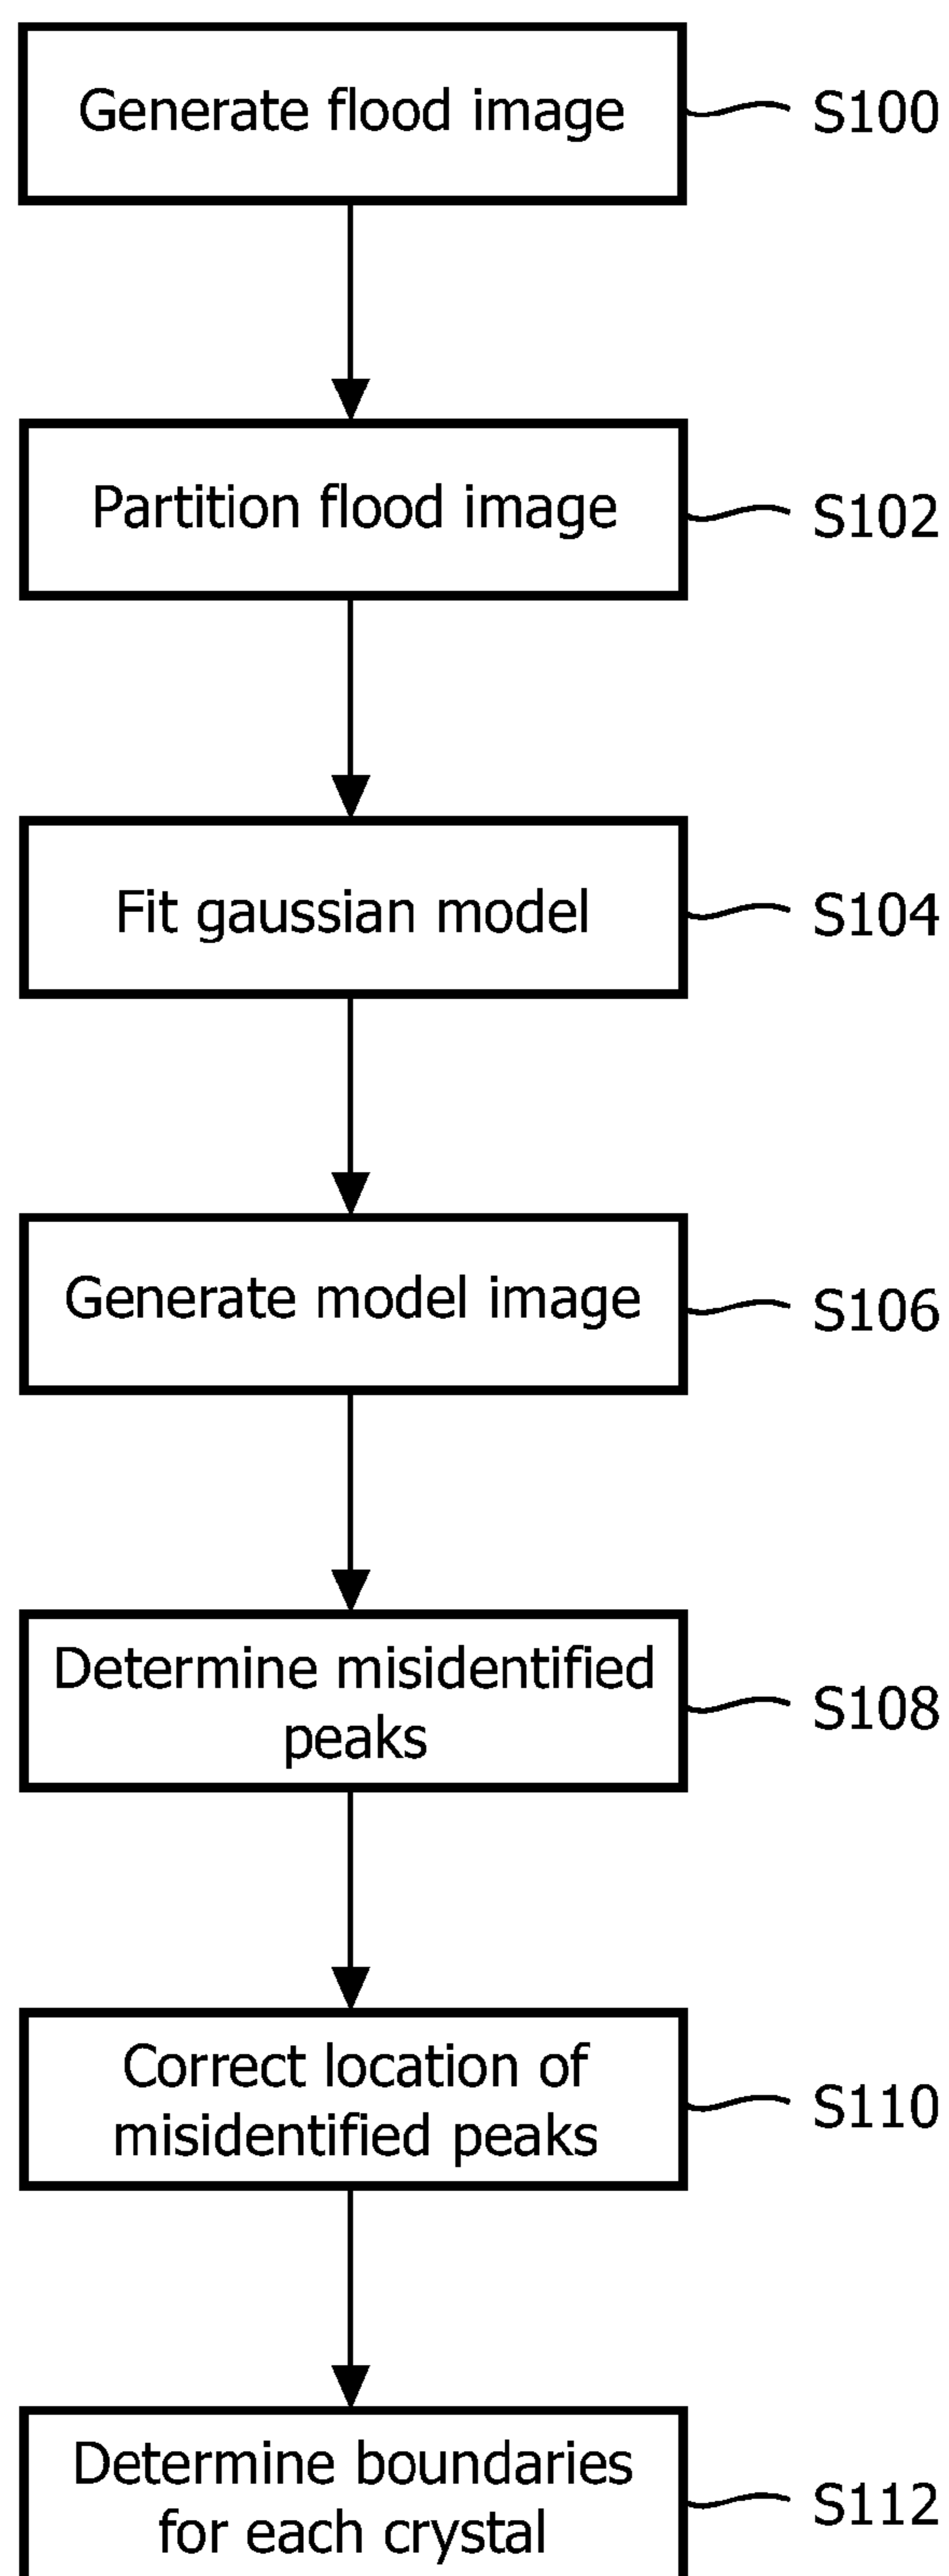 Generate flood image
S100
Partition flood image
S102
Fit gaussian model
S104
Generate model image
S106
Determine misidentified
peaks
S108
Correct location of
misidentified peaks
S110
Determine boundaries
for each crystal
S112